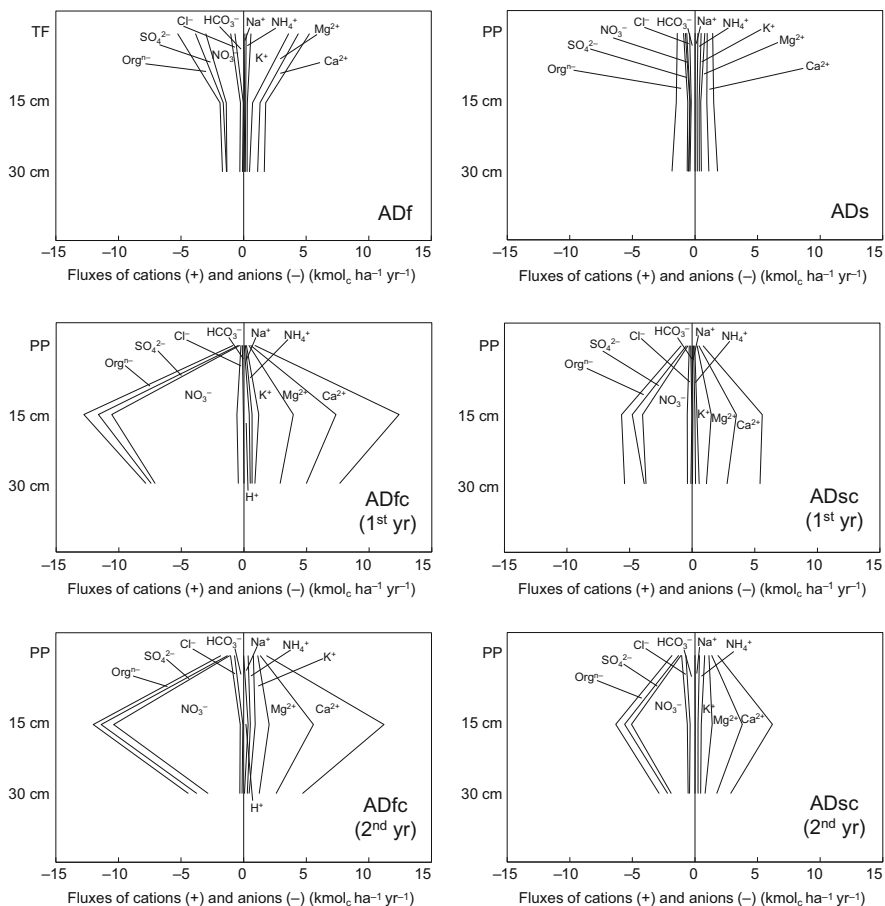 TF
Cl⁻
HCO₃⁻
Na⁺
NH₄⁺
SO₄²⁻
NO₃⁻
K⁺
Mg²⁺
Orgⁿ⁻
Ca²⁺
15 cm
30 cm
ADf
–15 –10 –5 0 5 10 15
Fluxes of cations (+) and anions (–) (kmol_c ha⁻¹ yr⁻¹)
PP
Cl⁻
HCO₃⁻
Na⁺
NH₄⁺
NO₃⁻
K⁺
SO₄²⁻
Mg²⁺
Orgⁿ⁻
Ca²⁺
15 cm
30 cm
ADs
–15 –10 –5 0 5 10 15
Fluxes of cations (+) and anions (–) (kmol_c ha⁻¹ yr⁻¹)
PP
Cl⁻
HCO₃⁻
Na⁺
NH₄⁺
SO₄²⁻
Orgⁿ⁻
NO₃⁻
K⁺
Mg²⁺
Ca²⁺
15 cm
30 cm
H⁺
ADfc
(1st yr)
–15 –10 –5 0 5 10 15
Fluxes of cations (+) and anions (–) (kmol_c ha⁻¹ yr⁻¹)
PP
HCO₃⁻
Na⁺
Cl⁻
NH₄⁺
SO₄²⁻
Orgⁿ⁻
NO₃⁻
K⁺
Mg²⁺
Ca²⁺
15 cm
30 cm
ADsc
(1st yr)
–15 –10 –5 0 5 10 15
Fluxes of cations (+) and anions (–) (kmol_c ha⁻¹ yr⁻¹)
PP
Cl⁻
HCO₃⁻
Na⁺
NH₄⁺
SO₄²⁻
K⁺
Orgⁿ⁻
NO₃⁻
Mg²⁺
Ca²⁺
15 cm
30 cm
H⁺
ADfc
(2nd yr)
–15 –10 –5 0 5 10 15
Fluxes of cations (+) and anions (–) (kmol_c ha⁻¹ yr⁻¹)
PP
Cl⁻
HCO₃⁻
Na⁺
NH₄⁺
SO₄²⁻
Orgⁿ⁻
NO₃⁻
K⁺
Mg²⁺
Ca²⁺
15 cm
30 cm
ADsc
(2nd yr)
–15 –10 –5 0 5 10 15
Fluxes of cations (+) and anions (–) (kmol_c ha⁻¹ yr⁻¹)